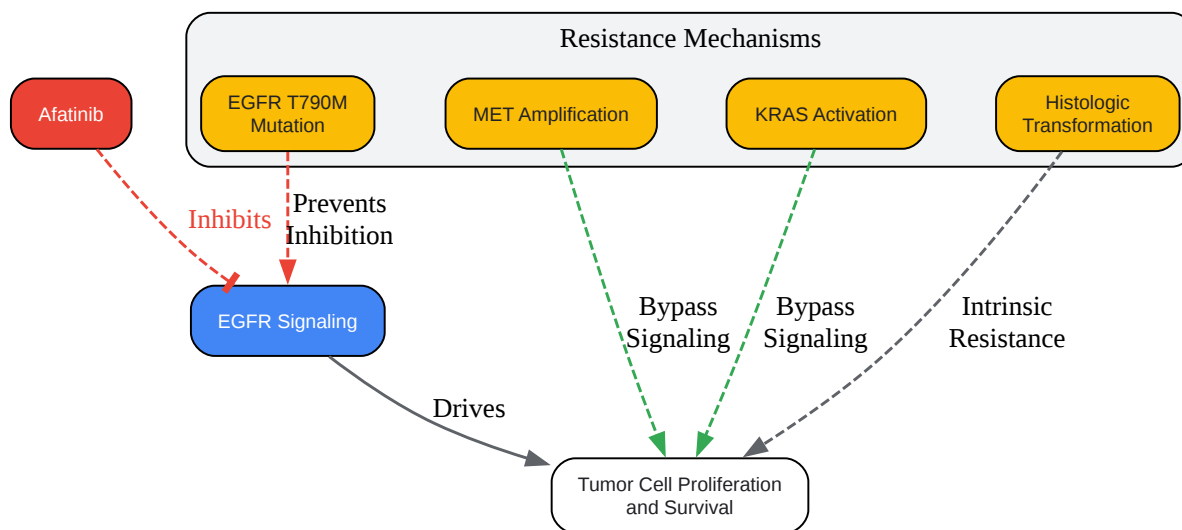 Resistance Mechanisms
Afatinib
EGFR T790M
Mutation
MET Amplification
KRAS Activation
Histologic
Transformation
Inhibits
Prevents
Inhibition
EGFR Signaling
Bypass
Signaling
Bypass
Signaling
Intrinsic
Resistance
Drives
Tumor Cell Proliferation
and Survival